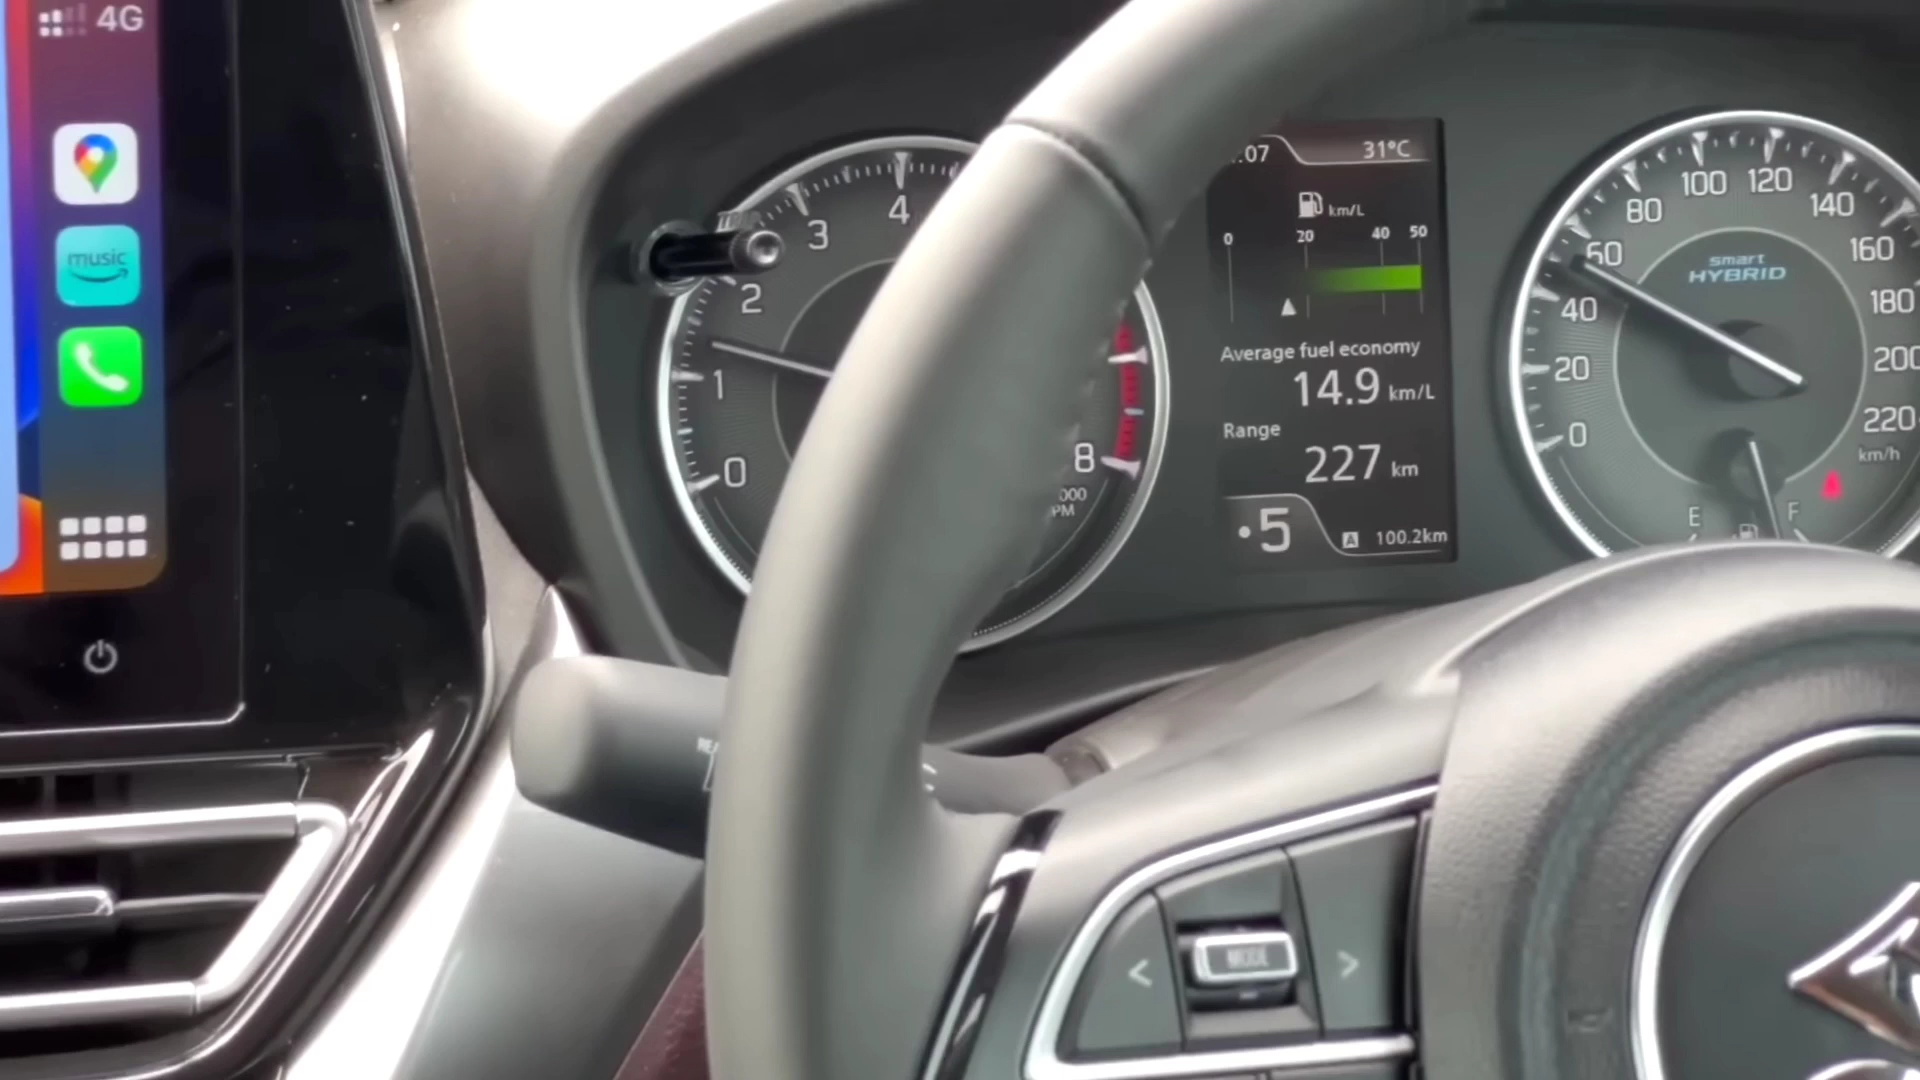 4G
music
TRIP
0
1
2
3
4
8
:07
31°C
km/L
0 20 40 50
Average fuel economy
14.9 km/L
Range
227 km
•5
A 100.2km
0
20
40
60
80
100
120
140
160
180
200
220
km/h
smart
HYBRID
E F
MODE
< >